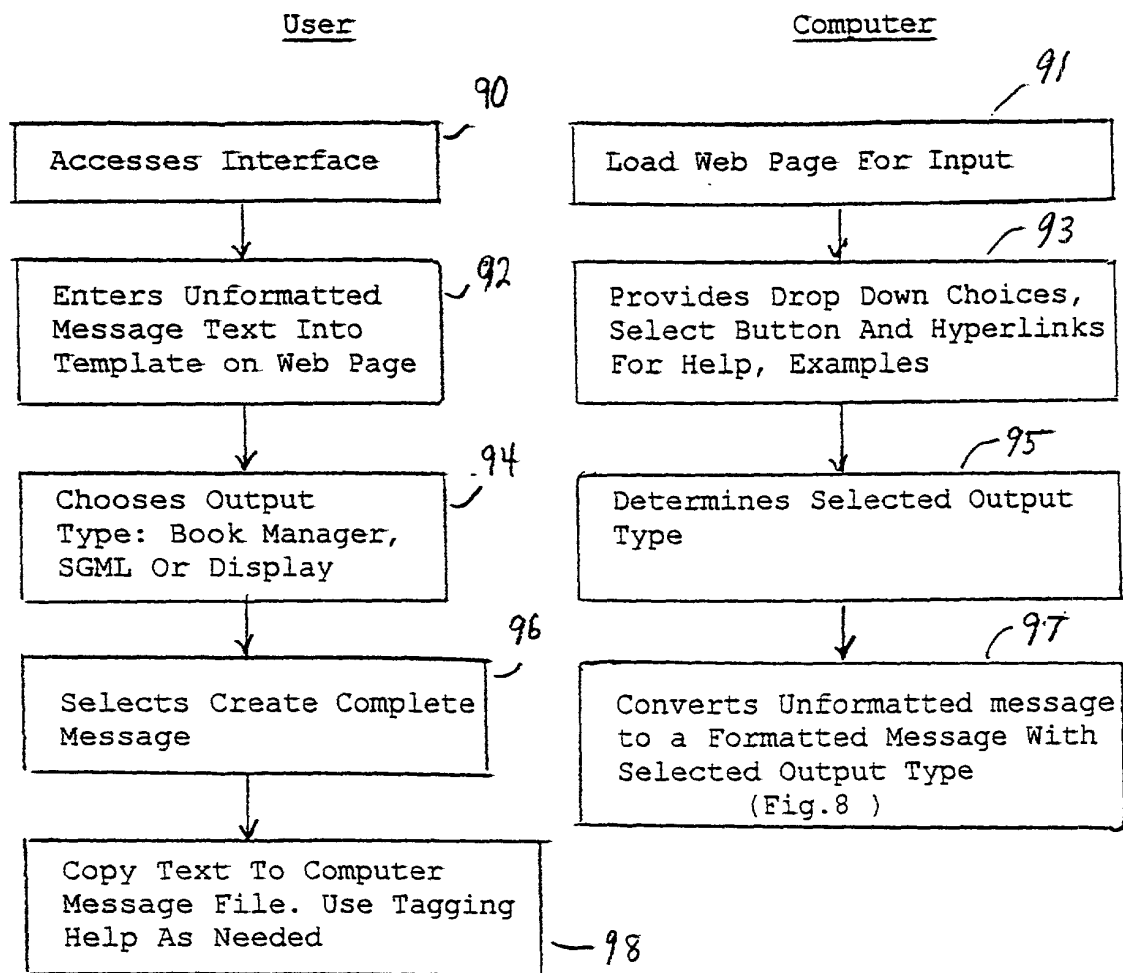 User
Computer
90
91
Accesses Interface
Load Web Page For Input
92
93
Enters Unformatted
Message Text Into
Template on Web Page
Provides Drop Down Choices,
Select Button And Hyperlinks
For Help, Examples
94
95
Chooses Output
Type: Book Manager,
SGML Or Display
Determines Selected Output
Type
96
97
Selects Create Complete
Message
Converts Unformatted message
to a Formatted Message With
Selected Output Type
(Fig.8 )
Copy Text To Computer
Message File. Use Tagging
Help As Needed
98